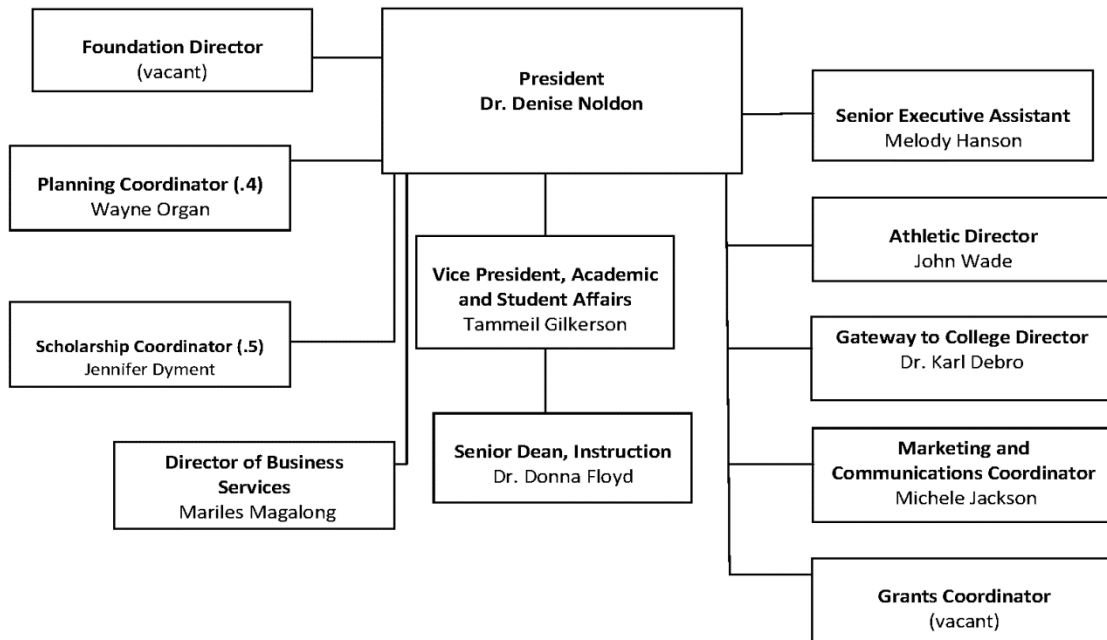 Foundation Director
(vacant)
President
Dr. Denise Noldon
Senior Executive Assistant
Melody Hanson
Planning Coordinator (.4)
Wayne Organ
Athletic Director
John Wade
Vice President, Academic
and Student Affairs
Tammeil Gilkerson
Scholarship Coordinator (.5)
Jennifer Dyment
Gateway to College Director
Dr. Karl Debro
Senior Dean, Instruction
Dr. Donna Floyd
Director of Business
Services
Mariles Magalong
Marketing and
Communications Coordinator
Michele Jackson
Grants Coordinator
(vacant)